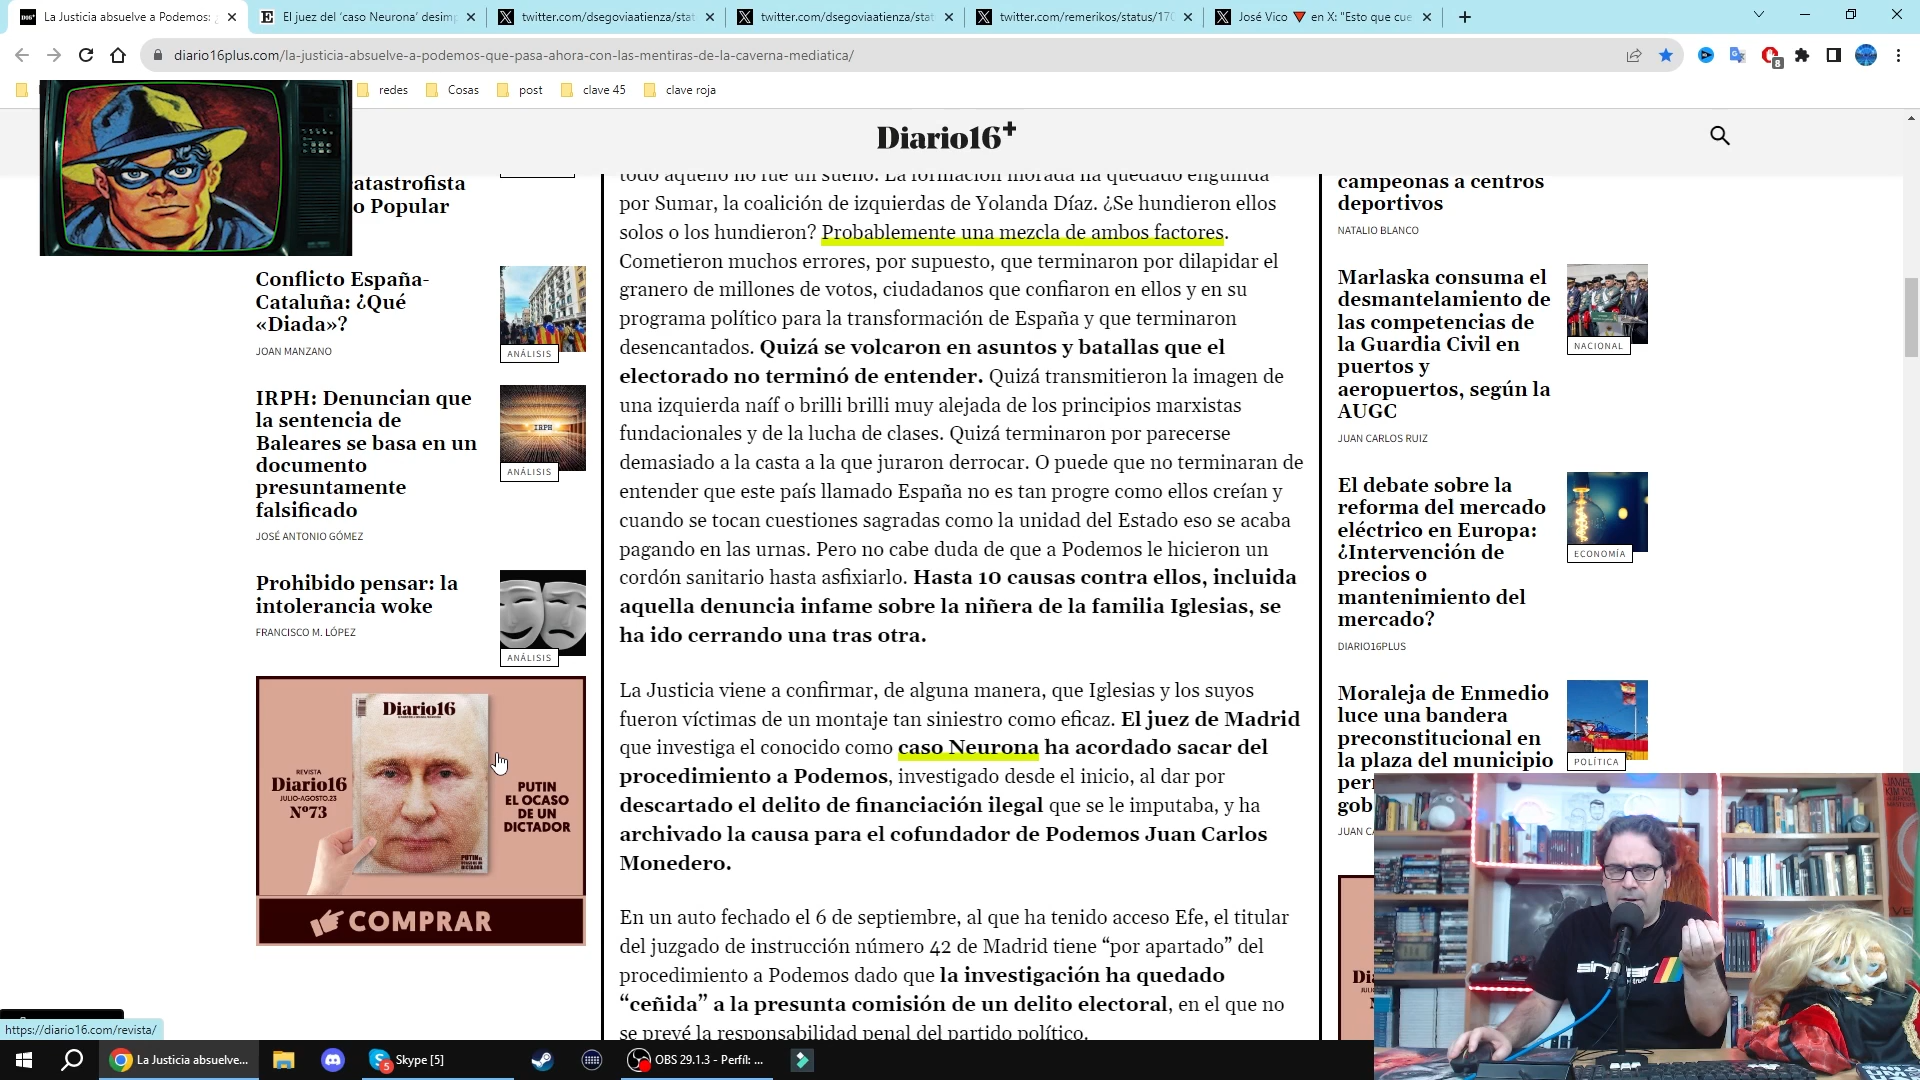 La Justicia absuelve a Podemos:
El juez del 'caso Neurona' desimp
twitter.com/dsegoviaatienza/stat
twitter.com/dsegoviaatienza/stat
twitter.com/remerikos/status/170
José Vico 🔻 en X: "Esto que cue
diario16plus.com/la-justicia-absuelve-a-podemos-que-pasa-ahora-con-las-mentiras-de-la-caverna-mediatica/
8
redes
Cosas
post
clave 45
clave roja
Diario16+
atastrofista
o Popular
Conflicto España-
Cataluña: ¿Qué
«Diada»?
JOAN MANZANO
ANÁLISIS
IRPH: Denuncian que
la sentencia de
Baleares se basa en un
documento
presuntamente
falsificado
JOSÉ ANTONIO GÓMEZ
IRPH
ANÁLISIS
Prohibido pensar: la
intolerancia woke
FRANCISCO M. LÓPEZ
ANÁLISIS
Diario16
REVISTA
Diario16
JULIO-AGOSTO.23
Nº73
PUTIN
EL OCASO
DE UN
DICTADOR
COMPRAR
todo aquello no fue un sueño. La formación morada ha quedado engullida
por Sumar, la coalición de izquierdas de Yolanda Díaz. ¿Se hundieron ellos
solos o los hundieron? Probablemente una mezcla de ambos factores.
Cometieron muchos errores, por supuesto, que terminaron por dilapidar el
granero de millones de votos, ciudadanos que confiaron en ellos y en su
programa político para la transformación de España y que terminaron
desencantados. Quizá se volcaron en asuntos y batallas que el
electorado no terminó de entender. Quizá transmitieron la imagen de
una izquierda naíf o brilli brilli muy alejada de los principios marxistas
fundacionales y de la lucha de clases. Quizá terminaron por parecerse
demasiado a la casta a la que juraron derrocar. O puede que no terminaran de
entender que este país llamado España no es tan progre como ellos creían y
cuando se tocan cuestiones sagradas como la unidad del Estado eso se acaba
pagando en las urnas. Pero no cabe duda de que a Podemos le hicieron un
cordón sanitario hasta asfixiarlo. Hasta 10 causas contra ellos, incluida
aquella denuncia infame sobre la niñera de la familia Iglesias, se
ha ido cerrando una tras otra.
La Justicia viene a confirmar, de alguna manera, que Iglesias y los suyos
fueron víctimas de un montaje tan siniestro como eficaz. El juez de Madrid
que investiga el conocido como caso Neurona ha acordado sacar del
procedimiento a Podemos, investigado desde el inicio, al dar por
descartado el delito de financiación ilegal que se le imputaba, y ha
archivado la causa para el cofundador de Podemos Juan Carlos
Monedero.
En un auto fechado el 6 de septiembre, al que ha tenido acceso Efe, el titular
del juzgado de instrucción número 42 de Madrid tiene “por apartado” del
procedimiento a Podemos dado que la investigación ha quedado
“ceñida” a la presunta comisión de un delito electoral, en el que no
se prevé la responsabilidad penal del partido político.
campeonas a centros
deportivos
NATALIO BLANCO
Marlaska consuma el
desmantelamiento de
las competencias de
la Guardia Civil en
puertos y
aeropuertos, según la
AUGC
JUAN CARLOS RUIZ
NACIONAL
El debate sobre la
reforma del mercado
eléctrico en Europa:
¿Intervención de
precios o
mantenimiento del
mercado?
DIARIO16PLUS
ECONOMÍA
Moraleja de Enmedio
luce una bandera
preconstitucional en
la plaza del municipio
POLÍTICA
https://diario16.com/revista/
La Justicia absuelve...
Skype [5]
5
OBS 29.1.3 - Perfil: ...